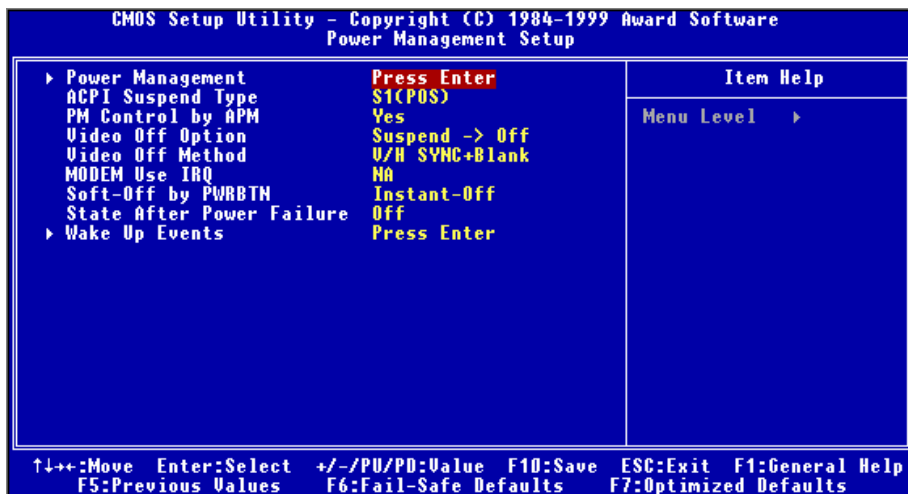 CMOS Setup Utility - Copyright (C) 1984-1999 Award Software
Power Management Setup
▸ Power Management Press Enter
ACPI Suspend Type S1(POS)
PM Control by APM Yes
Video Off Option Suspend -> Off
Video Off Method V/H SYNC+Blank
MODEM Use IRQ NA
Soft-Off by PWRBTN Instant-Off
State After Power Failure Off
▸ Wake Up Events Press Enter
Item Help
Menu Level ▸
↑↓→←:Move Enter:Select +/-/PU/PD:Value F10:Save ESC:Exit F1:General Help
F5:Previous Values F6:Fail-Safe Defaults F7:Optimized Defaults